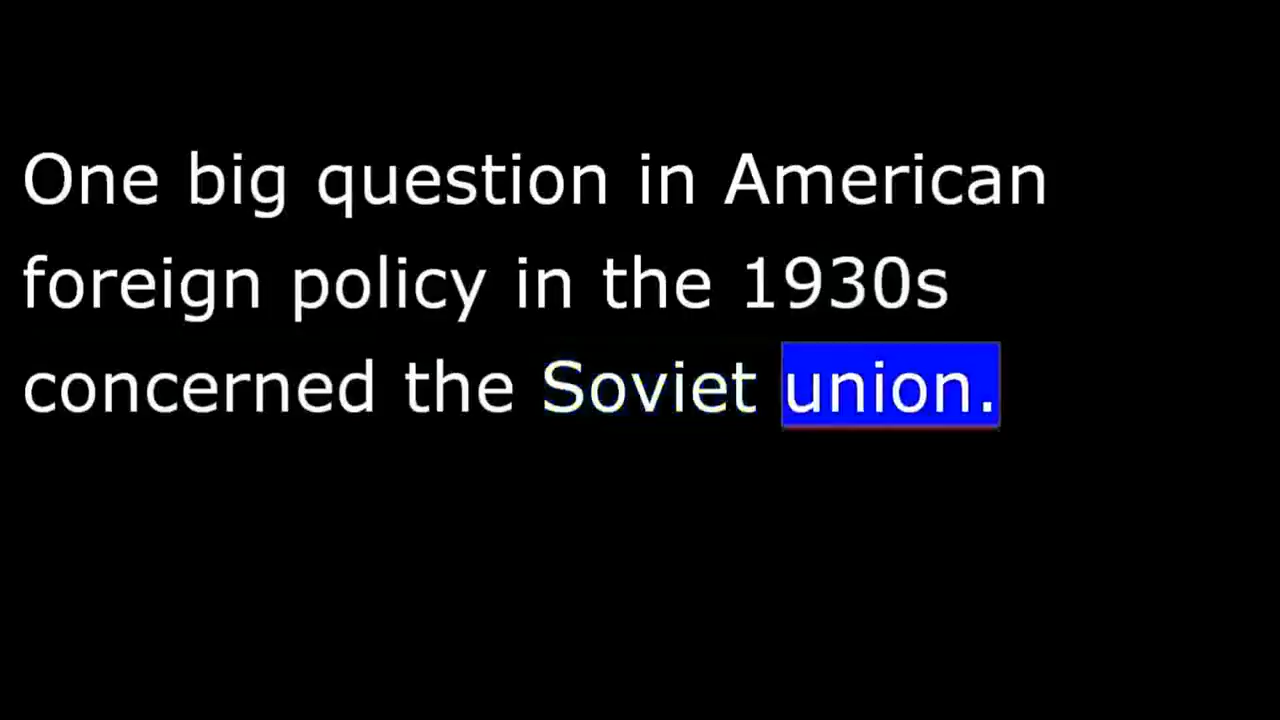 One big question in American
foreign policy in the 1930s
concerned the Soviet union.